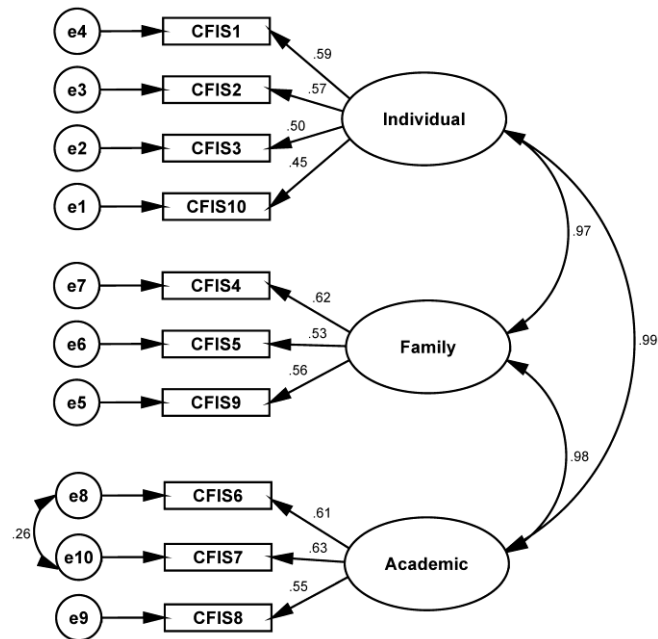 e4
CFIS1
.59
e3
CFIS2
.57
Individual
e2
CFIS3
.50
e1
CFIS10
.45
.97
e7
CFIS4
.62
e6
CFIS5
.53
Family
.99
e5
CFIS9
.56
.98
e8
CFIS6
.61
.26
e10
CFIS7
.63
Academic
e9
CFIS8
.55